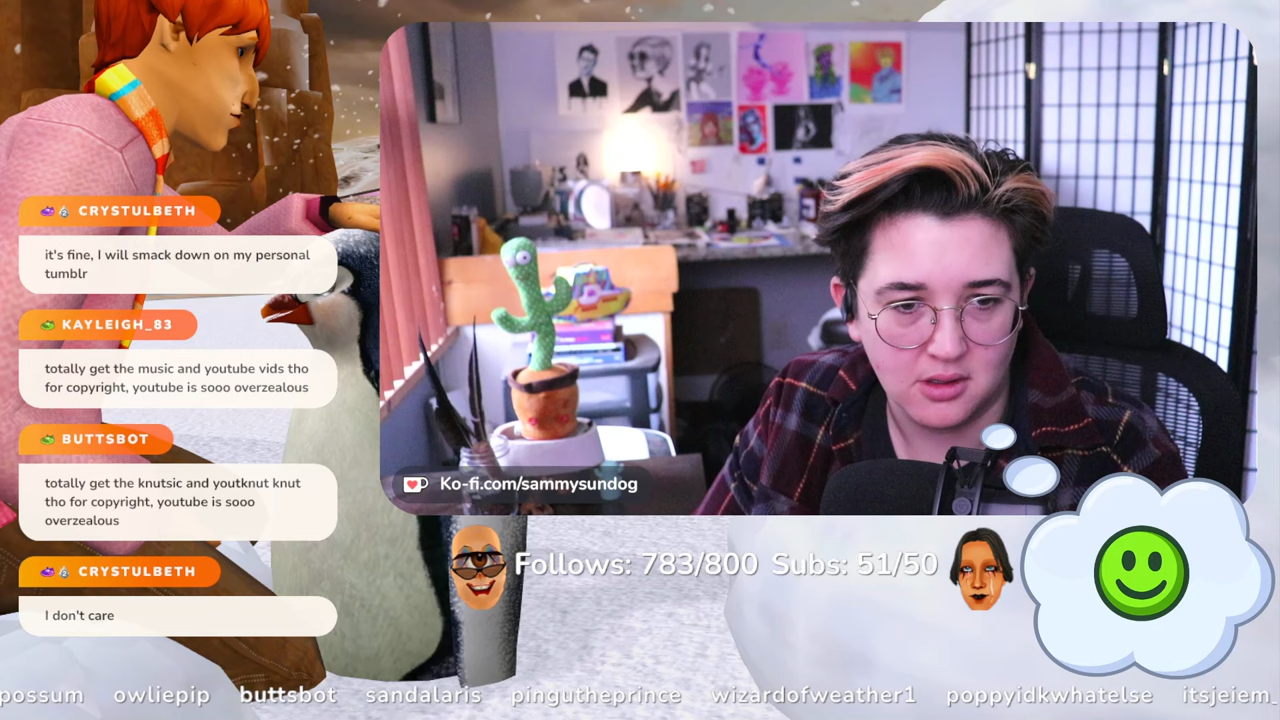 CRYSTULBETH
it's fine, I will smack down on my personal
tumblr
KAYLEIGH_83
totally get the music and youtube vids tho
for copyright, youtube is sooo overzealous
BUTTSBOT
totally get the knutsic and youtknut knut
tho for copyright, youtube is sooo
overzealous
CRYSTULBETH
I don't care
Ko-fi.com/sammysundog
Follows: 783/800 Subs: 51/50
possum owliepip buttsbot sandalaris pingutheprince wizardofweather1 poppyidkwhatelse itsjeiem_